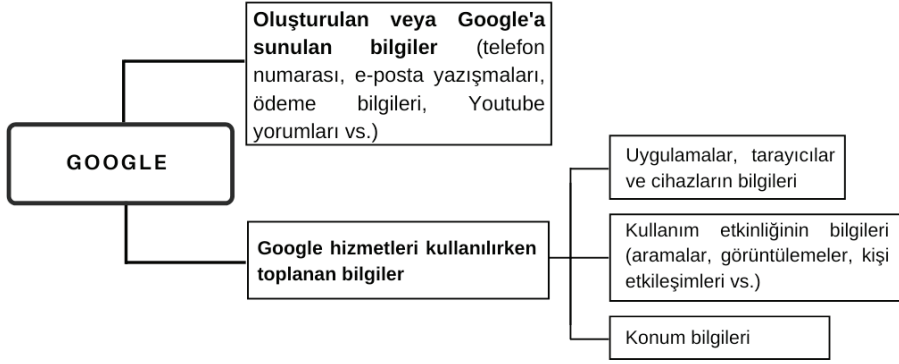 Oluşturulan veya Google'a
sunulan bilgiler (telefon
numarası, e-posta yazışmaları,
ödeme bilgileri, Youtube
yorumları vs.)
GOOGLE
Google hizmetleri kullanılırken
toplanan bilgiler
Uygulamalar, tarayıcılar
ve cihazların bilgileri
Kullanım etkinliğinin bilgileri
(aramalar, görüntülemeler, kişi
etkileşimleri vs.)
Konum bilgileri